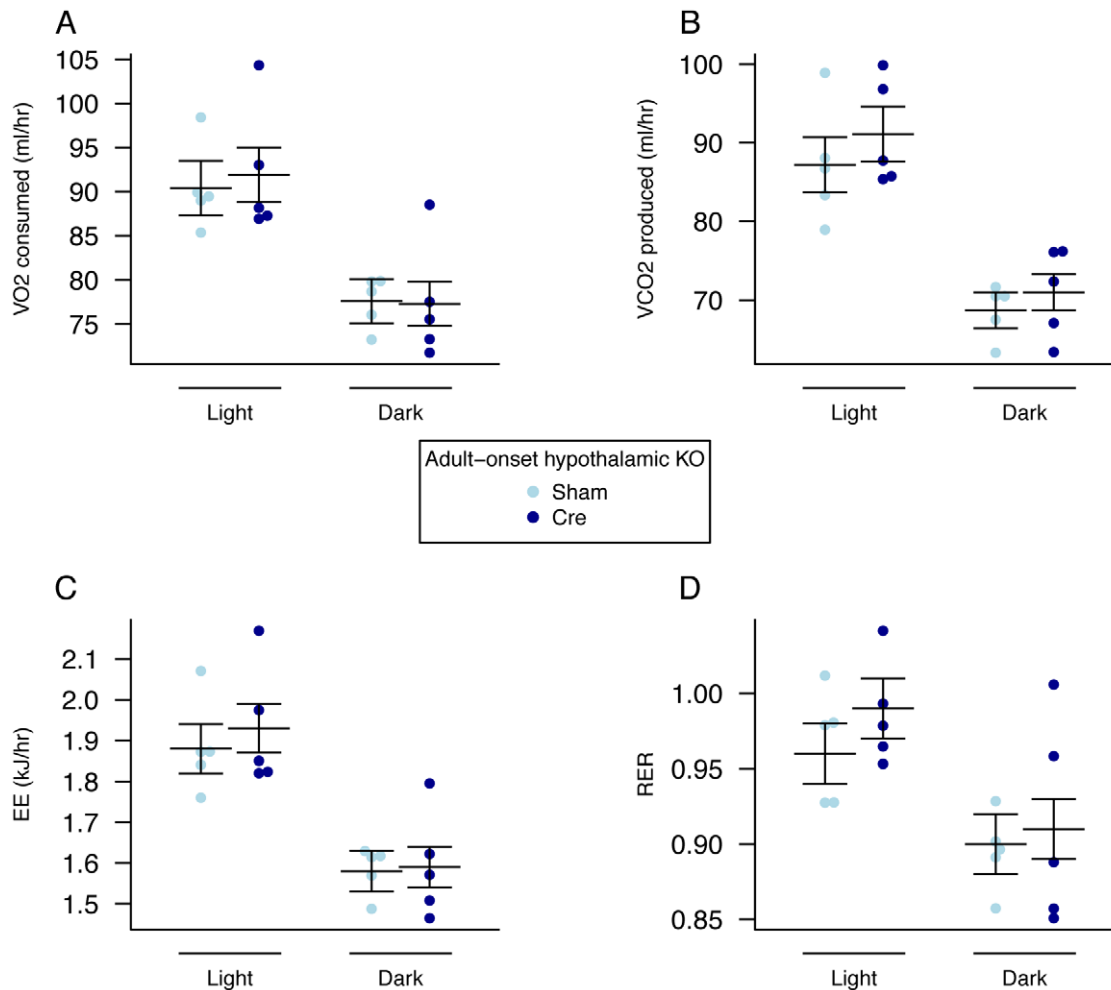 A
VO2 consumed (ml/hr)
105
100
95
90
85
80
75
Light
Dark
B
VCO2 produced (ml/hr)
100
90
80
70
Light
Dark
Adult−onset hypothalamic KO
Sham
Cre
C
EE (kJ/hr)
2.1
2.0
1.9
1.8
1.7
1.6
1.5
Light
Dark
D
RER
1.00
0.95
0.90
0.85
Light
Dark